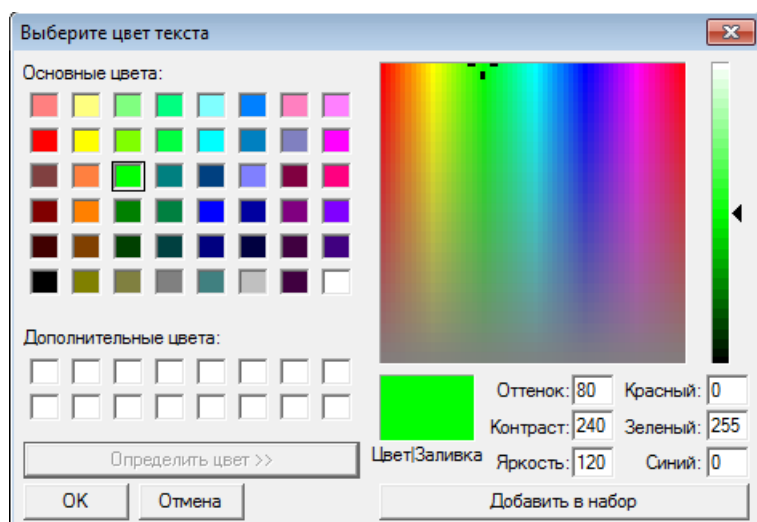 Выберите цвет текста
Основные цвета:
Дополнительные цвета:
Определить цвет >>
OK
Отмена
Цвет|Заливка
Оттенок: 80
Красный: 0
Контраст: 240
Зеленый: 255
Яркость: 120
Синий: 0
Добавить в набор